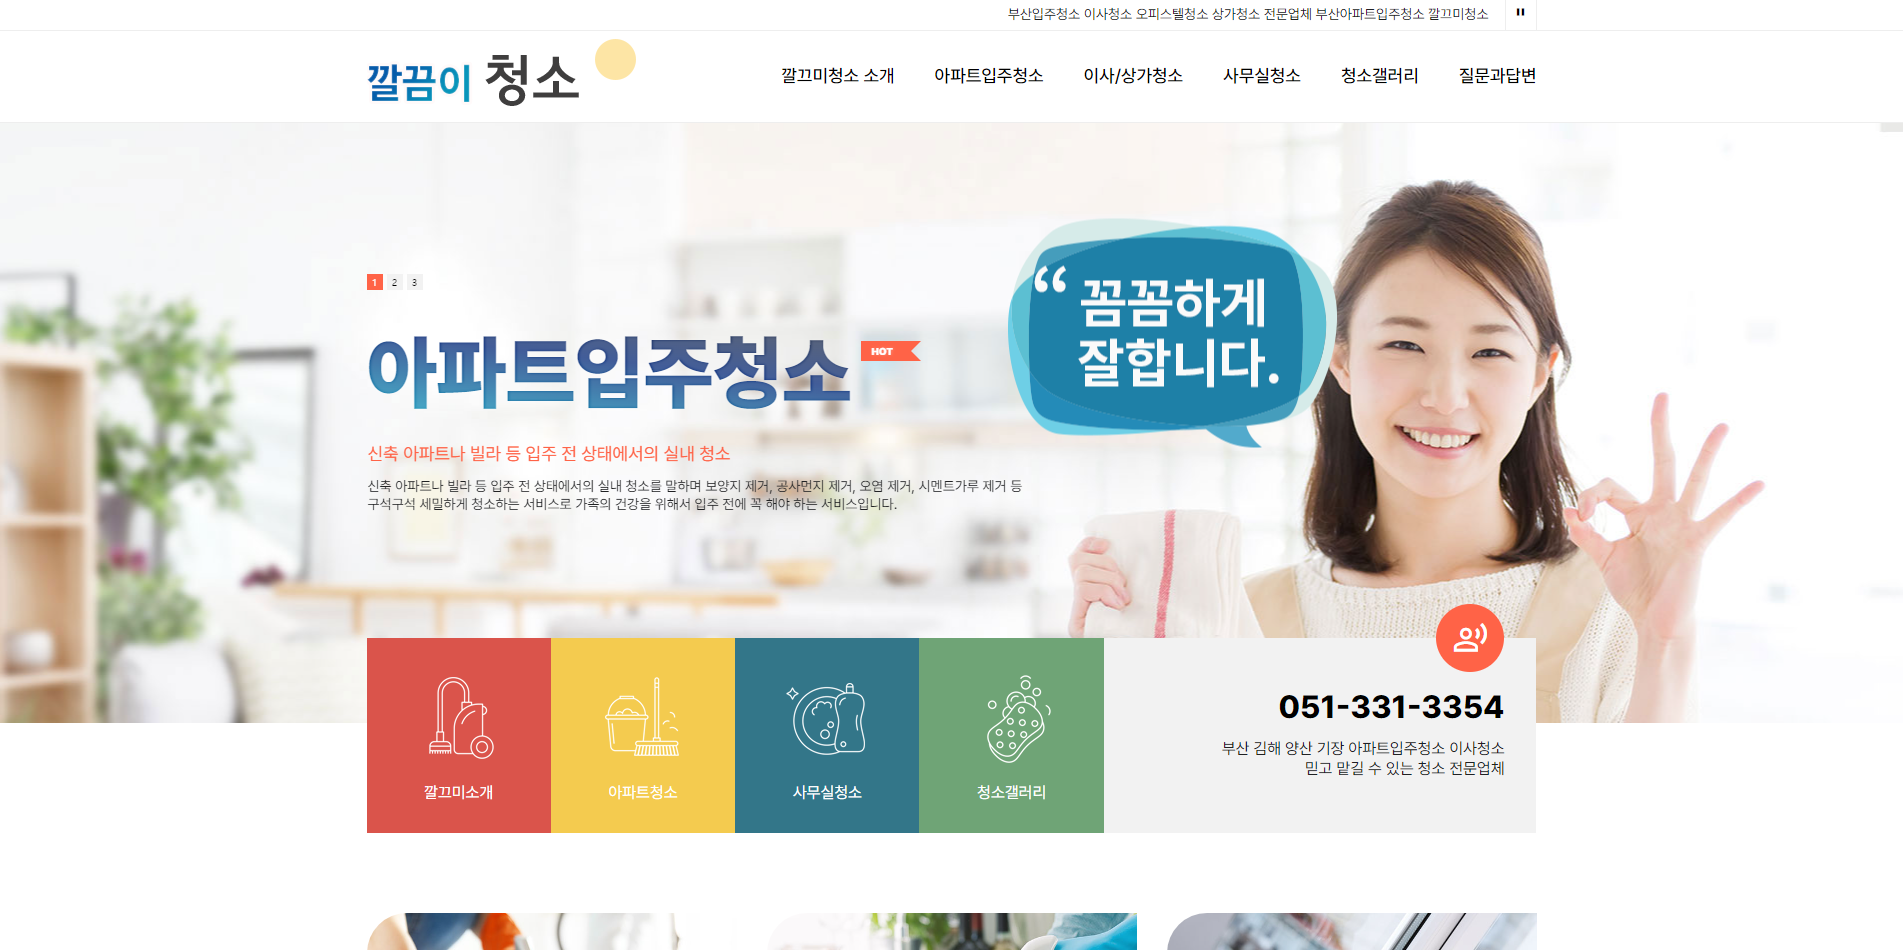 부산입주청소 이사청소 오피스텔청소 상가청소 전문업체 부산아파트입주청소 깔끄미청소
깔끔이 청소
깔끄미청소 소개 아파트입주청소 이사/상가청소 사무실청소 청소갤러리 질문과답변
1 2 3
아파트입주청소 HOT
신축 아파트나 빌라 등 입주 전 상태에서의 실내 청소
신축 아파트나 빌라 등 입주 전 상태에서의 실내 청소를 말하며 보양지 제거, 공사먼지 제거, 오염 제거, 시멘트가루 제거 등
구석구석 세밀하게 청소하는 서비스로 가족의 건강을 위해서 입주 전에 꼭 해야 하는 서비스입니다.
“ 꼼꼼하게
잘합니다.
깔끄미소개
아파트청소
사무실청소
청소갤러리
051-331-3354
부산 김해 양산 기장 아파트입주청소 이사청소
믿고 맡길 수 있는 청소 전문업체